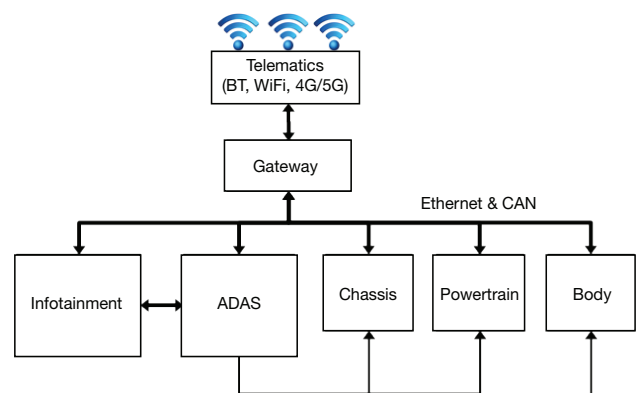 Telematics
(BT, WiFi, 4G/5G)
Gateway
Ethernet & CAN
Infotainment
ADAS
Chassis
Powertrain
Body